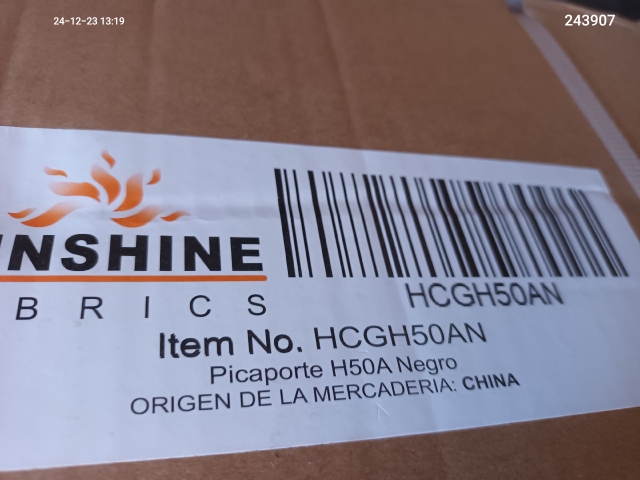 24-12-23 13:19
243907
INSHINE
BRICS
HCGH50AN
Item No. HCGH50AN
Picaporte H50A Negro
ORIGEN DE LA MERCADERIA: CHINA